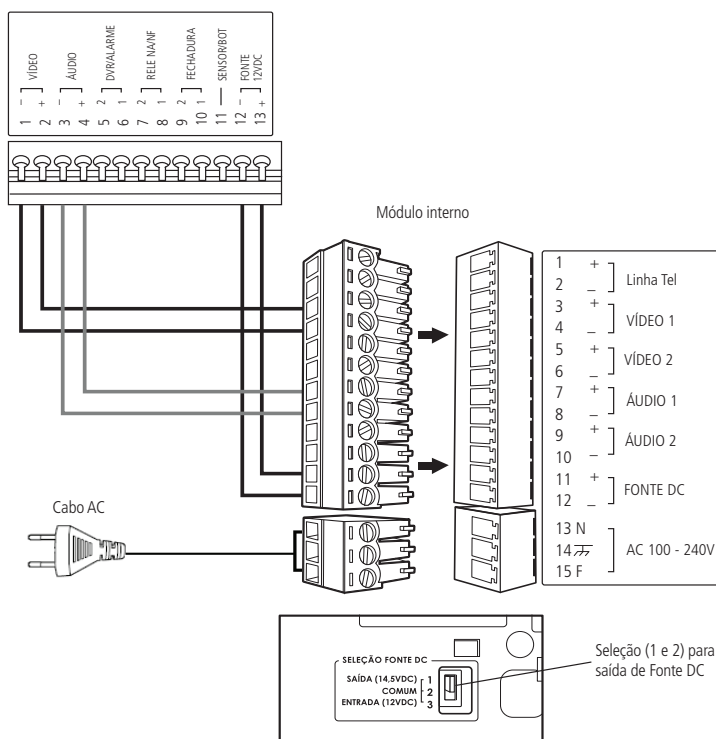 VÍDEO
ÁUDIO
DVR/ALARME
RELE NA/NF
FECHADURA
SENSOR/BOT
FONTE
12VDC
1 –
2 +
3 –
4 +
5 2
6 1
7 2
8 1
9 2
10 1
11
12 –
13 +
Módulo interno
1 +
2 – Linha Tel
3 +
4 – VÍDEO 1
5 +
6 – VÍDEO 2
7 +
8 – ÁUDIO 1
9 +
10 – ÁUDIO 2
11 +
12 – FONTE DC
13 N
14 AC 100 - 240V
15 F
Cabo AC
SELEÇÃO FONTE DC
SAÍDA (14,5VDC) 1
COMUM 2
ENTRADA (12VDC) 3
Seleção (1 e 2) para
saída de Fonte DC